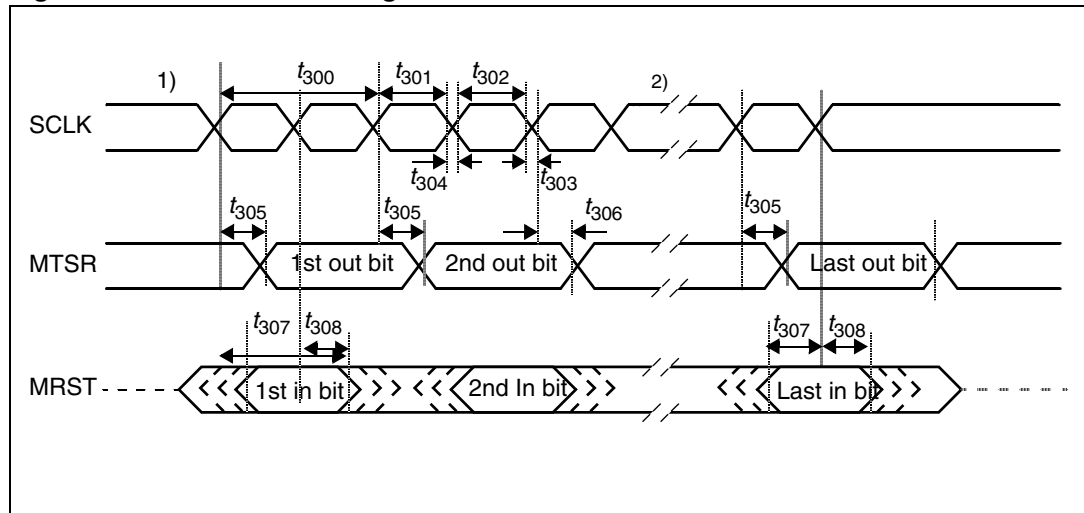 1) t300 t301 t302 2)
SCLK
t304 t303
t305 t305 t306 t305
MTSR 1st out bit 2nd out bit Last out bit
t307 t308 t307 t308
MRST 1st in bit 2nd In bit Last in bit